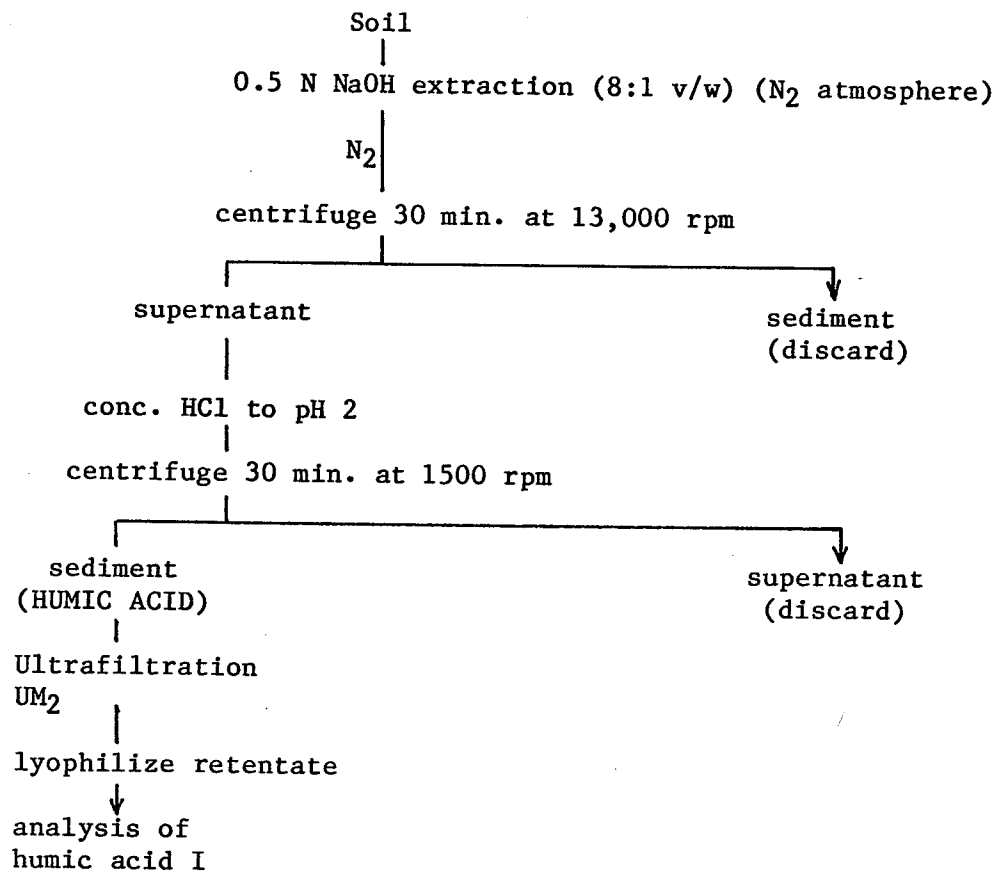 Soil
0.5 N NaOH extraction (8:1 v/w) (N2 atmosphere)
N2
centrifuge 30 min. at 13,000 rpm
supernatant
sediment
(discard)
conc. HCl to pH 2
centrifuge 30 min. at 1500 rpm
sediment
(HUMIC ACID)
supernatant
(discard)
Ultrafiltration
UM2
lyophilize retentate
analysis of
humic acid I